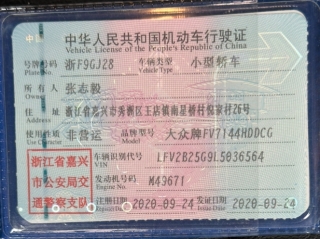 中华人民共和国机动车行驶证
Vehicle License of the People's Republic of China
号牌号码 浙F9GJ28 车辆类型 小型轿车
Plate No. Vehicle Type
所有人 张志毅
Owner
住址 浙江省嘉兴市秀洲区王店镇南星桥村倪家村26号
Address
使用性质 非营运 品牌型号 大众牌FV7144HDDCG
Use Character
浙江省嘉兴
市公安局交
通警察支队
车辆识别代号 LFV2B25G9L5036564
VIN
发动机号码 M49671
Engine No.
注册日期 2020-09-24 发证日期 2020-09-24